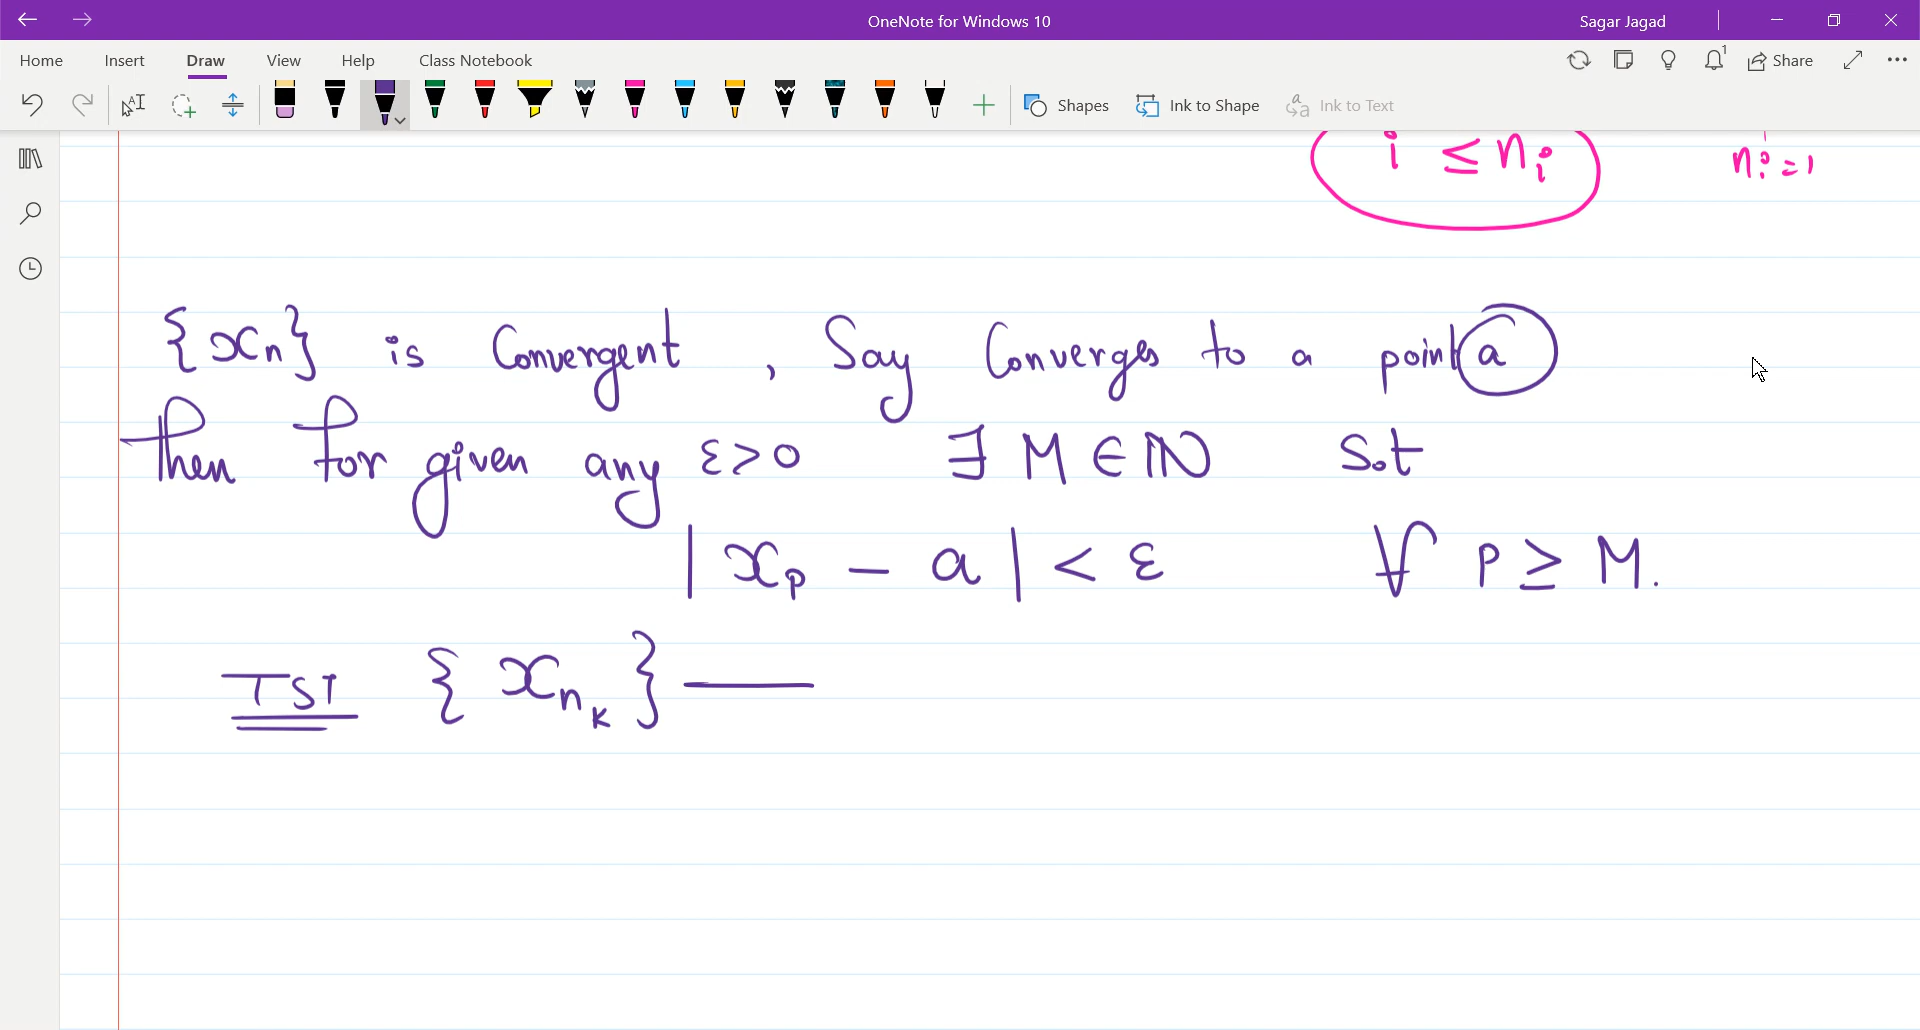 OneNote for Windows 10
Sagar Jagad
Home Insert Draw View Help Class Notebook
1 Share
Shapes Ink to Shape Ink to Text
i ≤ nᵢ nᵢ = 1
{xₙ} is Convergent , Say Converges to a point a
Then for given any ε>0 ∃ M ∈ ℕ S.t
| xₚ – a | < ε ∀ p ≥ M.
TST { xₙₖ } —